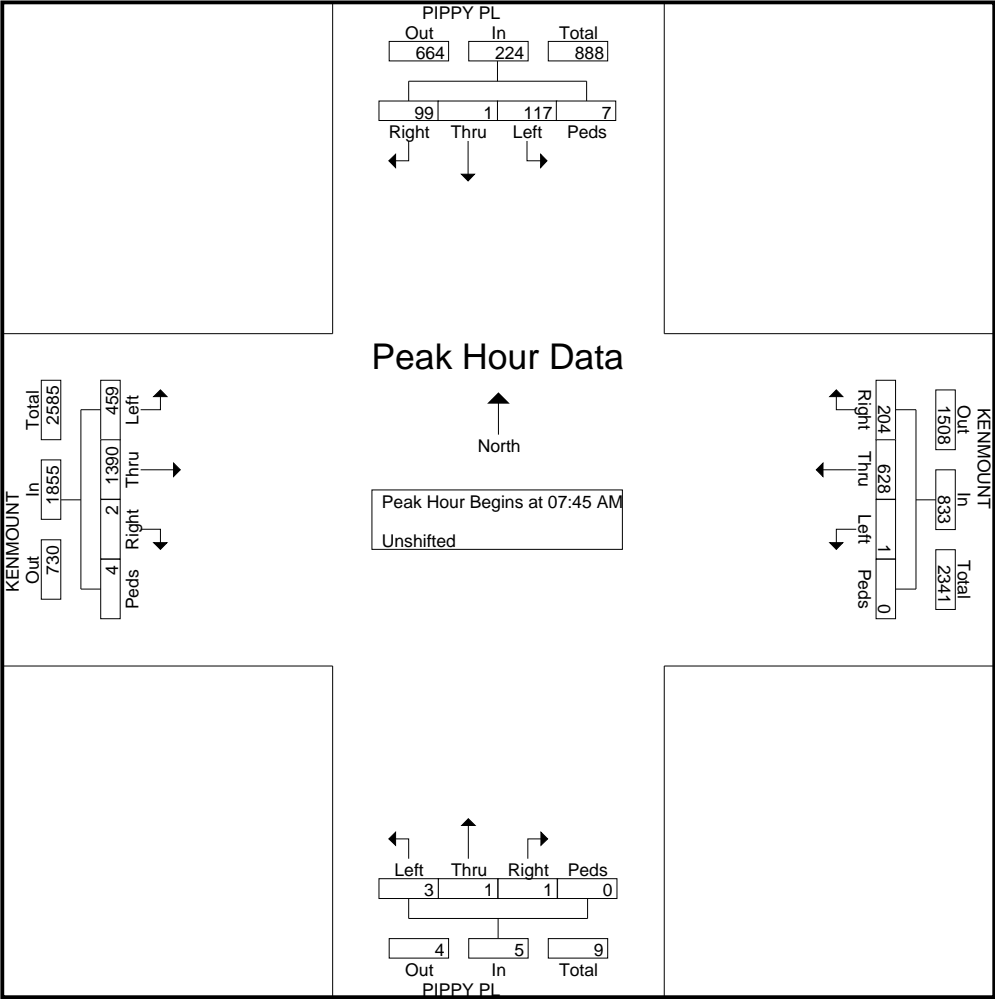 PIPPY PL
Out In Total
664 224 888
99 1 117 7
Right Thru Left Peds
Peak Hour Data
North
Peak Hour Begins at 07:45 AM
Unshifted
KENMOUNT
Out In Total
730 1855 2585
Left Thru Right Peds
459 1390 2 4
KENMOUNT
Out In Total
1508 833 2341
Right Thru Left Peds
204 628 1 0
Left Thru Right Peds
3 1 1 0
4 5 9
Out In Total
PIPPY PL